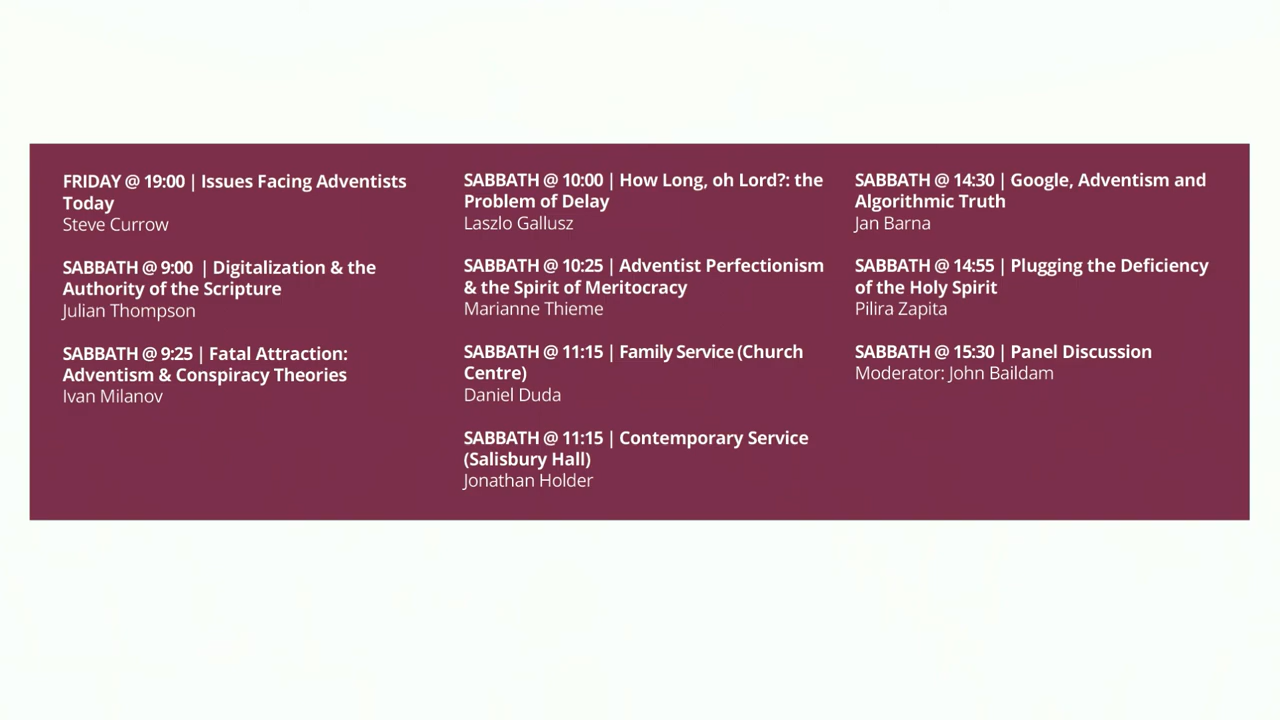 FRIDAY @ 19:00 | Issues Facing Adventists
Today
Steve Currow
SABBATH @ 9:00 | Digitalization & the
Authority of the Scripture
Julian Thompson
SABBATH @ 9:25 | Fatal Attraction:
Adventism & Conspiracy Theories
Ivan Milanov
SABBATH @ 10:00 | How Long, oh Lord?: the
Problem of Delay
Laszlo Gallusz
SABBATH @ 10:25 | Adventist Perfectionism
& the Spirit of Meritocracy
Marianne Thieme
SABBATH @ 11:15 | Family Service (Church
Centre)
Daniel Duda
SABBATH @ 11:15 | Contemporary Service
(Salisbury Hall)
Jonathan Holder
SABBATH @ 14:30 | Google, Adventism and
Algorithmic Truth
Jan Barna
SABBATH @ 14:55 | Plugging the Deficiency
of the Holy Spirit
Pilira Zapita
SABBATH @ 15:30 | Panel Discussion
Moderator: John Baildam